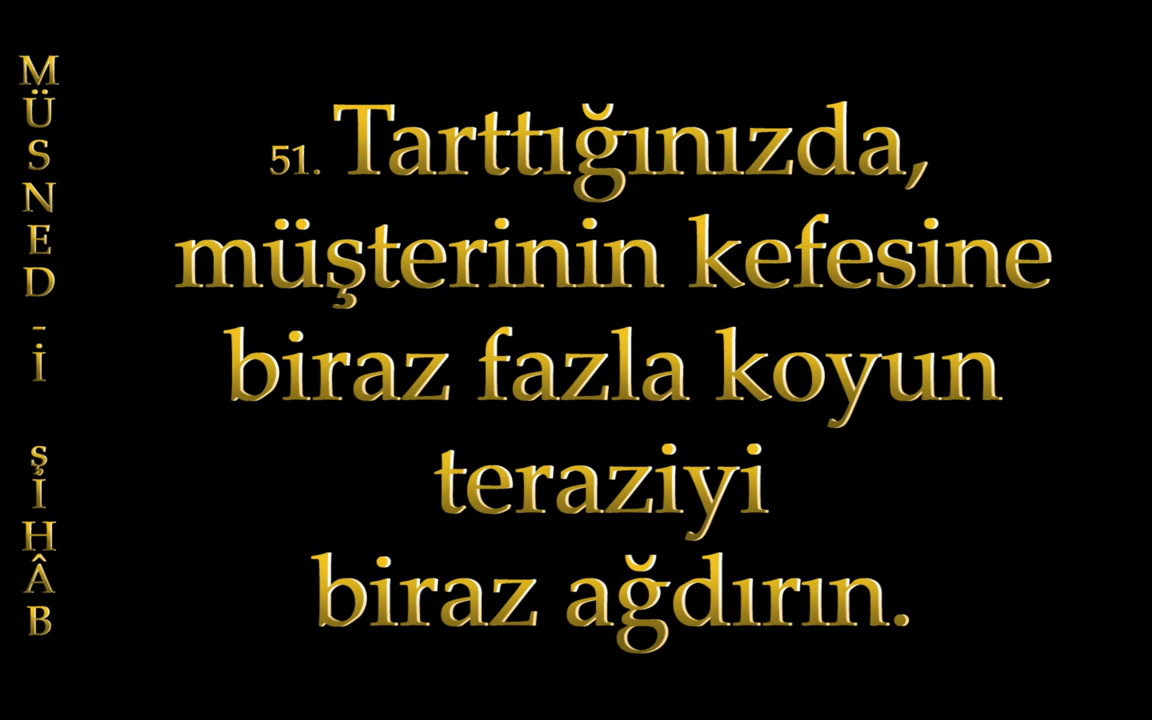 MÜSNED-İ ŞİHÂB
51. Tarttığınızda,
müşterinin kefesine
biraz fazla koyun
teraziyi
biraz ağdırın.